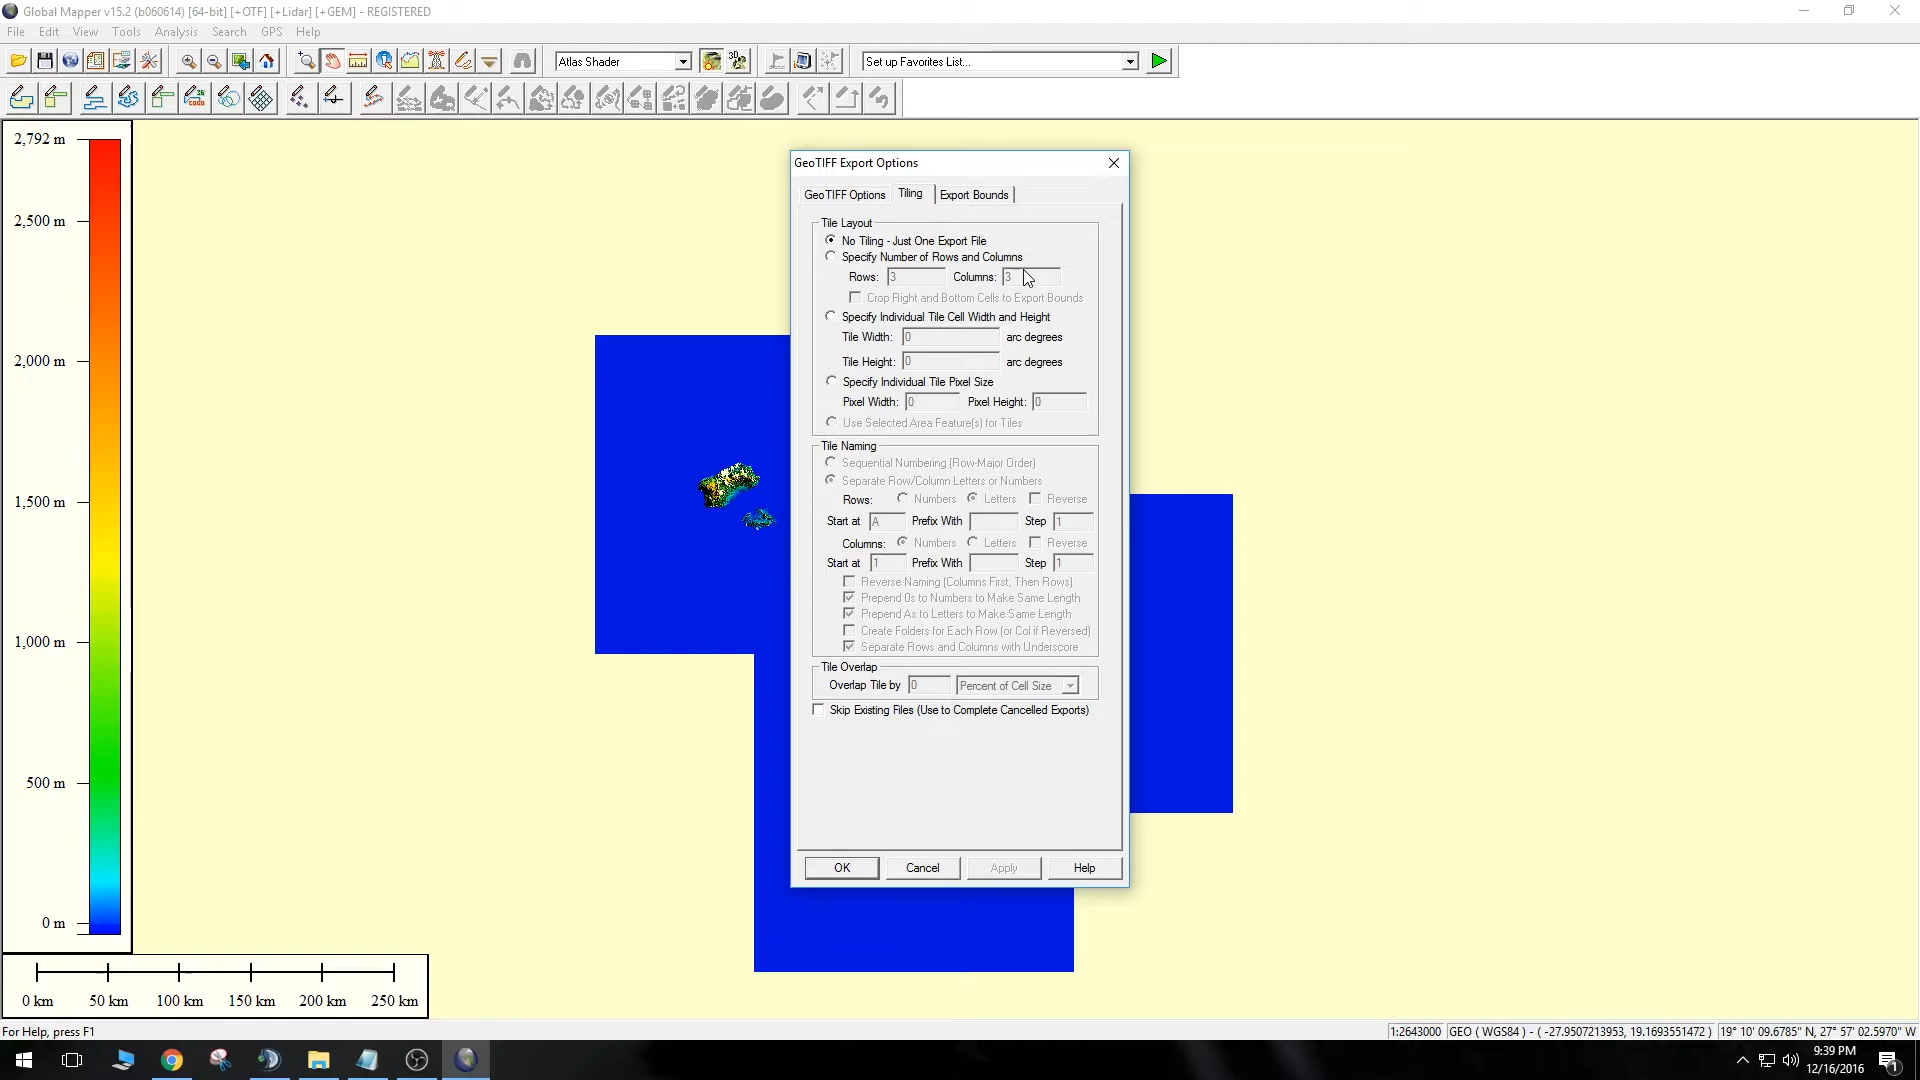 Global Mapper v15.2 (b060614) [64-bit] [+OTF] [+Lidar] [+GEM] - REGISTERED
File Edit View Tools Analysis Search GPS Help
Atlas Shader
3D
Set up Favorites List...
2,792 m
2,500 m
2,000 m
1,500 m
1,000 m
500 m
0 m
0 km 50 km 100 km 150 km 200 km 250 km
GeoTIFF Export Options
GeoTIFF Options Tiling Export Bounds
Tile Layout
No Tiling - Just One Export File
Specify Number of Rows and Columns
Rows: 3 Columns: 3
Crop Right and Bottom Cells to Export Bounds
Specify Individual Tile Cell Width and Height
Tile Width: 0 arc degrees
Tile Height: 0 arc degrees
Specify Individual Tile Pixel Size
Pixel Width: 0 Pixel Height: 0
Use Selected Area Feature(s) for Tiles
Tile Naming
Sequential Numbering (Row-Major Order)
Separate Row/Column Letters or Numbers
Rows: Numbers Letters Reverse
Start at A Prefix With Step 1
Columns: Numbers Letters Reverse
Start at 1 Prefix With Step 1
Reverse Naming (Columns First, Then Rows)
Prepend 0s to Numbers to Make Same Length
Prepend As to Letters to Make Same Length
Create Folders for Each Row (or Col if Reversed)
Separate Rows and Columns with Underscore
Tile Overlap
Overlap Tile by 0 Percent of Cell Size
Skip Existing Files (Use to Complete Cancelled Exports)
OK Cancel Apply Help
For Help, press F1
1:2643000 GEO ( WGS84 ) - ( -27.9507213953, 19.1693551472 ) 19° 10' 09.6785" N, 27° 57' 02.5970" W
9:39 PM
12/16/2016
1